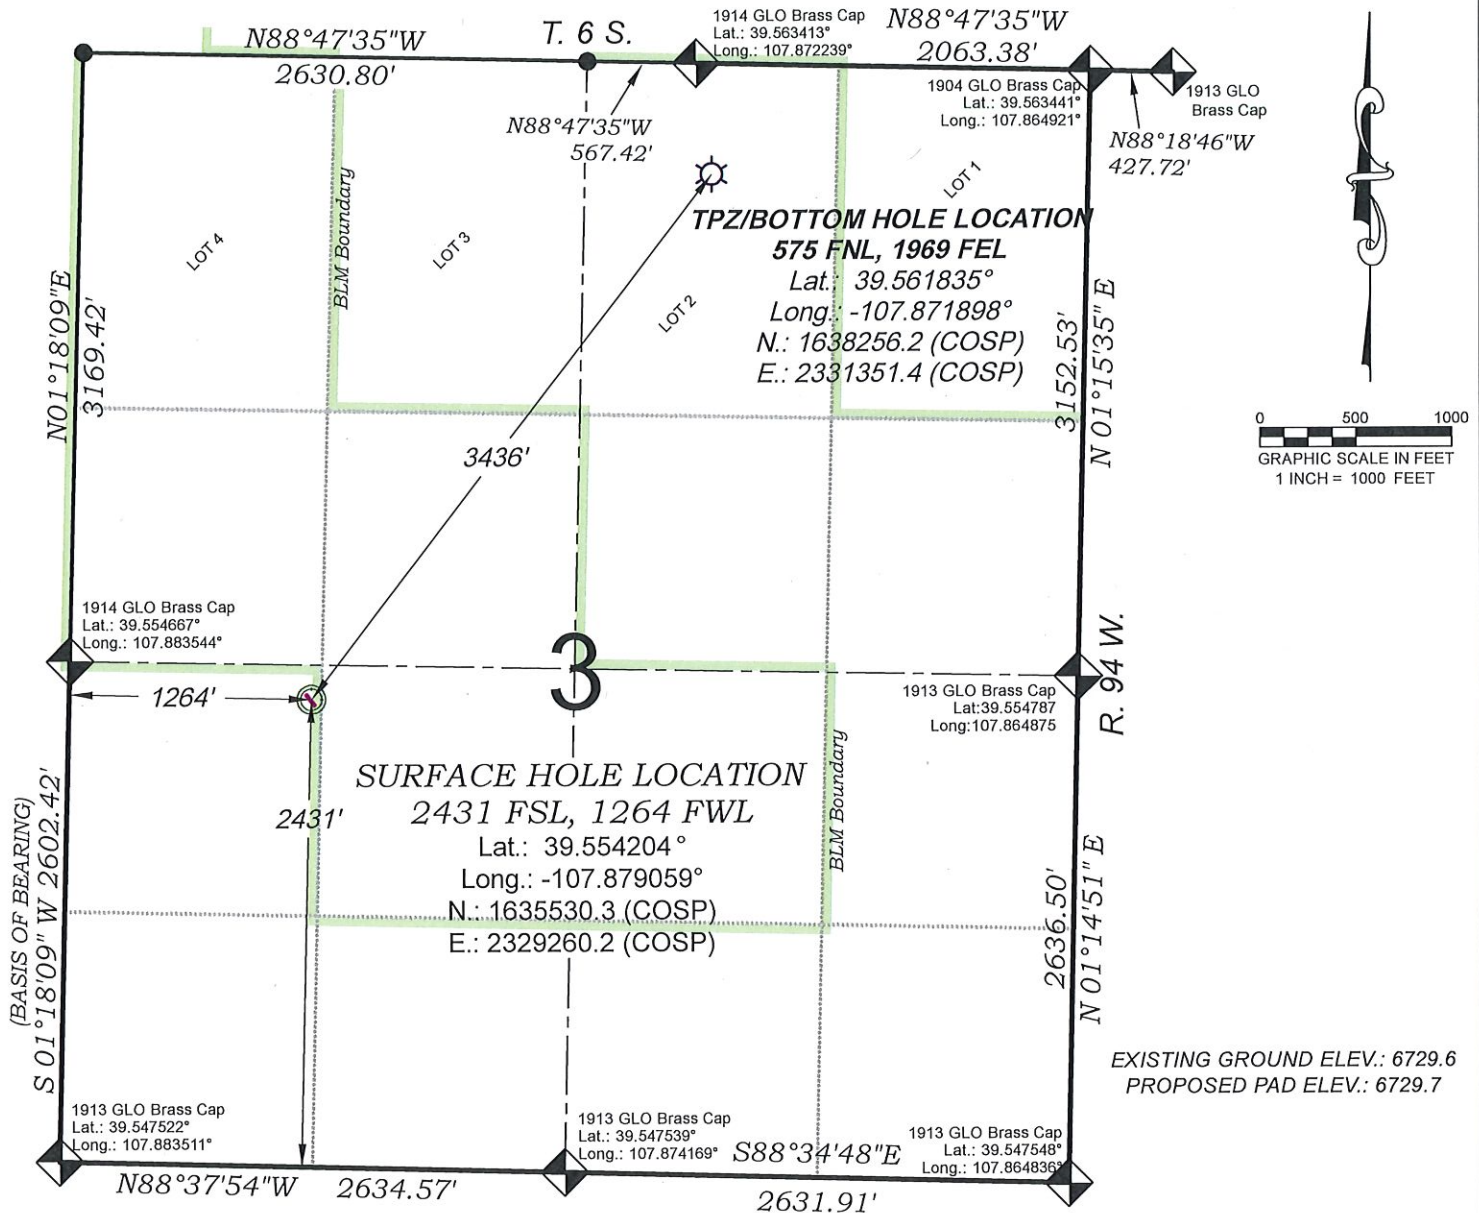 T. 6 S.
1914 GLO Brass Cap
Lat.: 39.563413°
Long.: 107.872239°
N88°47'35"W
2063.38'
N88°47'35"W
2630.80'
N88°47'35"W
567.42'
1904 GLO Brass Cap
Lat.: 39.563441°
Long.: 107.864921°
1913 GLO
Brass Cap
N88°18'46"W
427.72'
LOT 4
BLM Boundary
LOT 3
LOT 2
LOT 1
TPZ/BOTTOM HOLE LOCATION
575 FNL, 1969 FEL
Lat.: 39.561835°
Long.: -107.871898°
N.: 1638256.2 (COSP)
E.: 2331351.4 (COSP)
N01°18'09"E
3169.42'
3152.53'
N 01°15'35" E
0 500 1000
GRAPHIC SCALE IN FEET
1 INCH = 1000 FEET
3436'
1914 GLO Brass Cap
Lat.: 39.554667°
Long.: 107.883544°
1264'
3
1913 GLO Brass Cap
Lat:39.554787
Long:107.864875
R. 94 W.
SURFACE HOLE LOCATION
2431 FSL, 1264 FWL
Lat.: 39.554204°
Long.: -107.879059°
N.: 1635530.3 (COSP)
E.: 2329260.2 (COSP)
2431'
BLM Boundary
(BASIS OF BEARING)
S 01°18'09" W 2602.42'
2636.50'
N 01°14'51" E
EXISTING GROUND ELEV.: 6729.6
PROPOSED PAD ELEV.: 6729.7
1913 GLO Brass Cap
Lat.: 39.547522°
Long.: 107.883511°
1913 GLO Brass Cap
Lat.: 39.547539°
Long.: 107.874169°
1913 GLO Brass Cap
Lat.: 39.547548°
Long.: 107.864836°
N88°37'54"W 2634.57'
S88°34'48"E
2631.91'